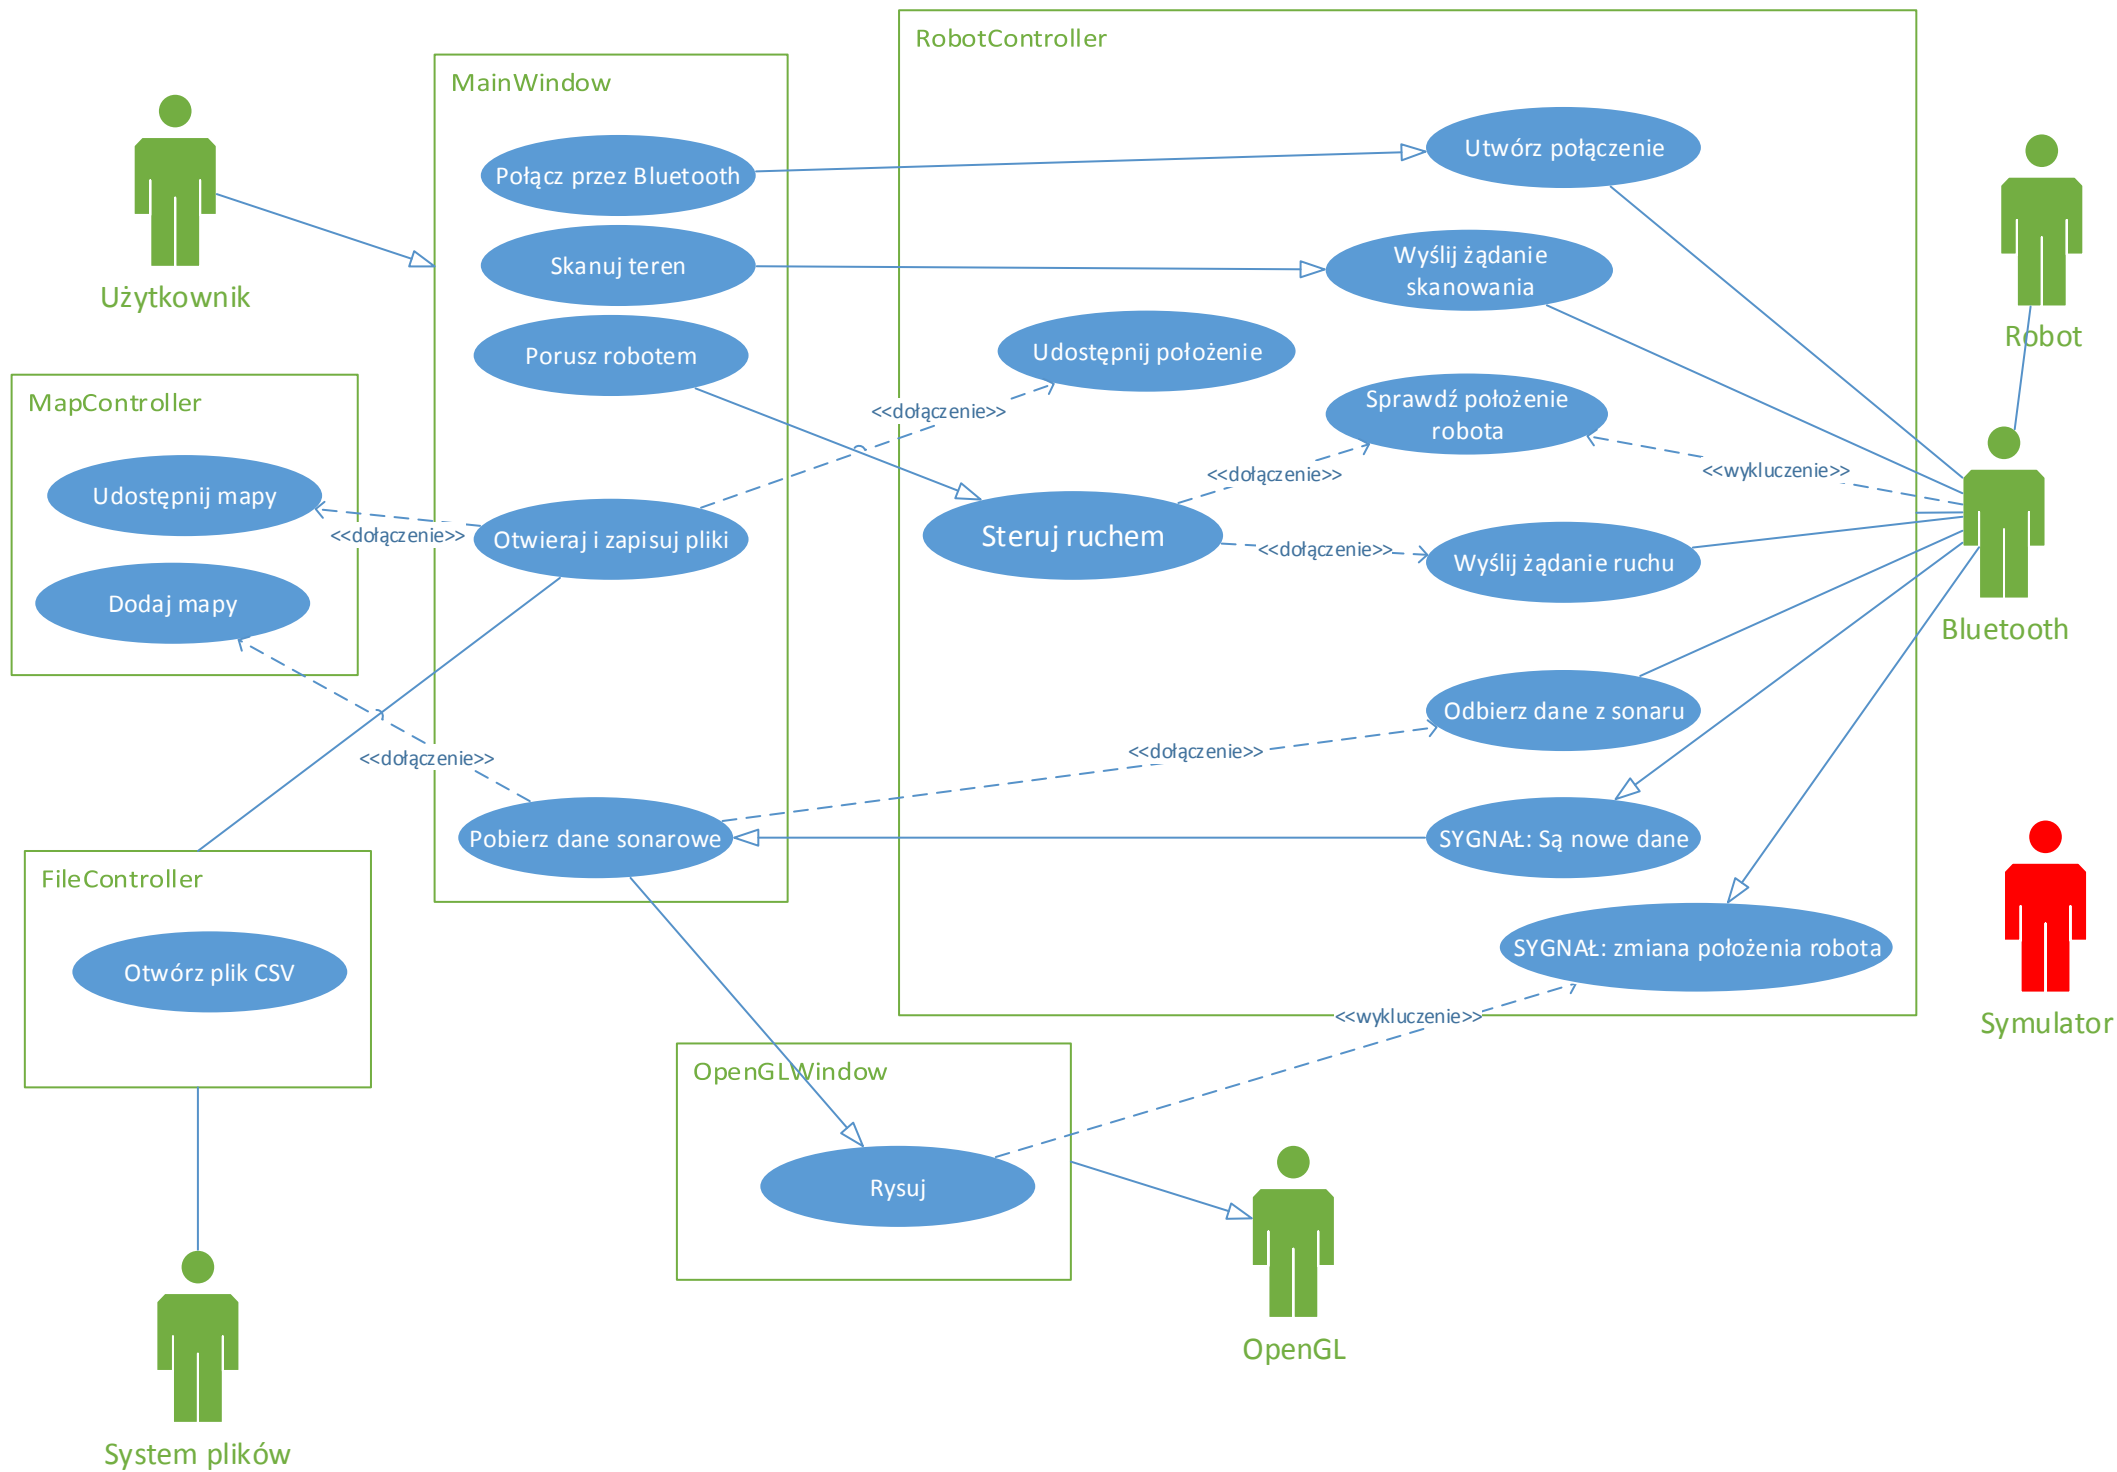 RobotController
MainWindow
Połącz przez Bluetooth
Utwórz połączenie
Skanuj teren
Wyślij żądanie
skanowania
Użytkownik
Porusz robotem
Udostępnij położenie
Robot
MapController
<<dołączenie>>
Sprawdź położenie
robota
<<dołączenie>>
<<wykluczenie>>
Udostępnij mapy
<<dołączenie>>
Otwieraj i zapisuj pliki
Steruj ruchem
<<dołączenie>>
Wyślij żądanie ruchu
Dodaj mapy
Bluetooth
Odbierz dane z sonaru
<<dołączenie>>
<<dołączenie>>
Pobierz dane sonarowe
SYGNAŁ: Są nowe dane
FileController
SYGNAŁ: zmiana położenia robota
Otwórz plik CSV
<<wykluczenie>>
Symulator
OpenGLWindow
Rysuj
OpenGL
System plików